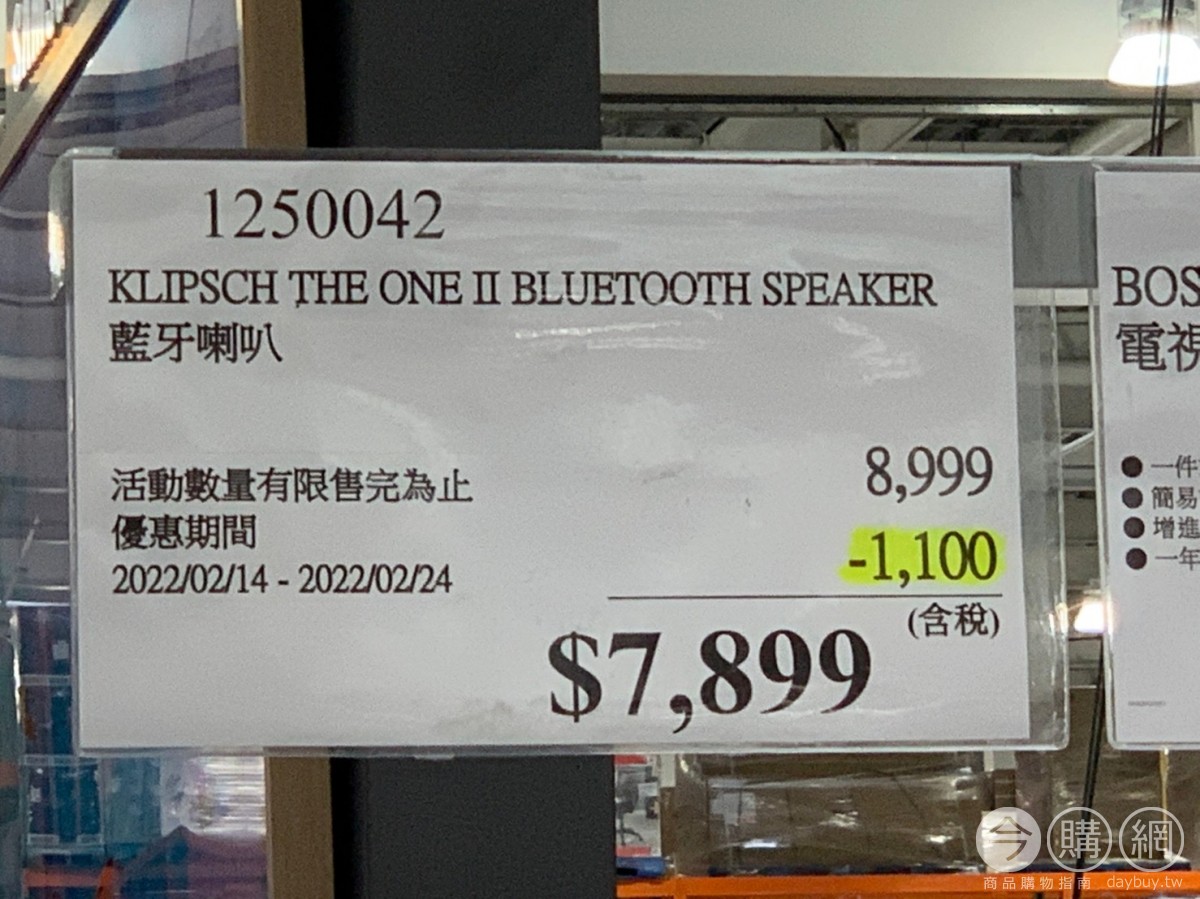 1250042
KLIPSCH THE ONE II BLUETOOTH SPEAKER
藍牙喇叭
活動數量有限售完為止
優惠期間
2022/02/14 - 2022/02/24
8,999
-1,100
(含稅)
$7,899
BOS
電視
一件
簡易
增進
一年
今購網
商品購物指南 daybuy.tw